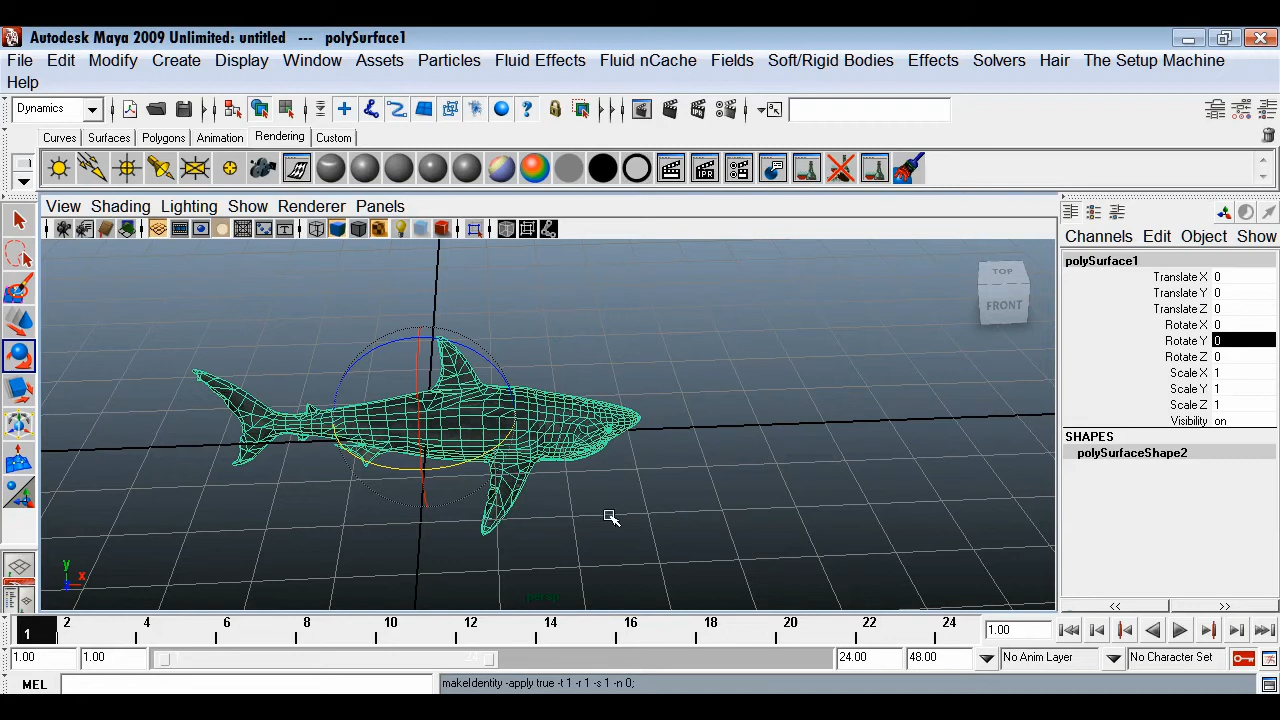 Autodesk Maya 2009 Unlimited: untitled --- polySurface1
File Edit Modify Create Display Window Assets Particles Fluid Effects Fluid nCache Fields Soft/Rigid Bodies Effects Solvers Hair The Setup Machine
Help
Dynamics
Curves Surfaces Polygons Animation Rendering Custom
IPR
View Shading Lighting Show Renderer Panels
Channels Edit Object Show
polySurface1
Translate X 0
Translate Y 0
Translate Z 0
Rotate X 0
Rotate Y 0
Rotate Z 0
Scale X 1
Scale Y 1
Scale Z 1
Visibility on
SHAPES
polySurfaceShape2
TOP
FRONT
y
x
persp
<< >>
1 2 4 6 8 10 12 14 16 18 20 22 24 1.00
1.00 1.00 24 24.00 48.00 No Anim Layer No Character Set
MEL makeIdentity -apply true -t 1 -r 1 -s 1 -n 0;